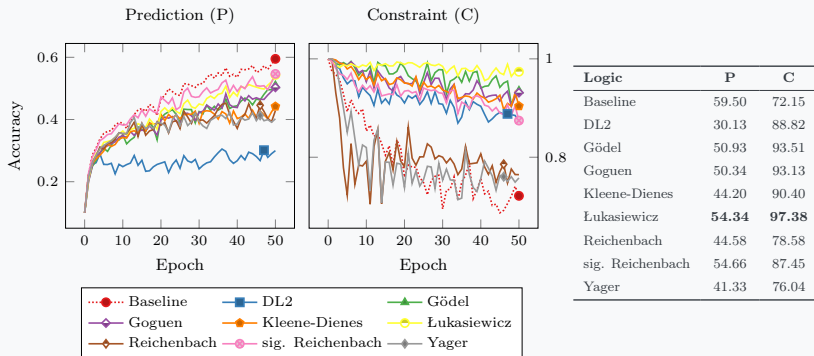 Prediction (P)
Constraint (C)
Accuracy
0.6
0.4
0.2
0 10 20 30 40 50
Epoch
1
0.8
0 10 20 30 40 50
Epoch
Baseline DL2 Gödel
Goguen Kleene-Dienes Łukasiewicz
Reichenbach sig. Reichenbach Yager
Logic P C
Baseline 59.50 72.15
DL2 30.13 88.82
Gödel 50.93 93.51
Goguen 50.34 93.13
Kleene-Dienes 44.20 90.40
Łukasiewicz 54.34 97.38
Reichenbach 44.58 78.58
sig. Reichenbach 54.66 87.45
Yager 41.33 76.04